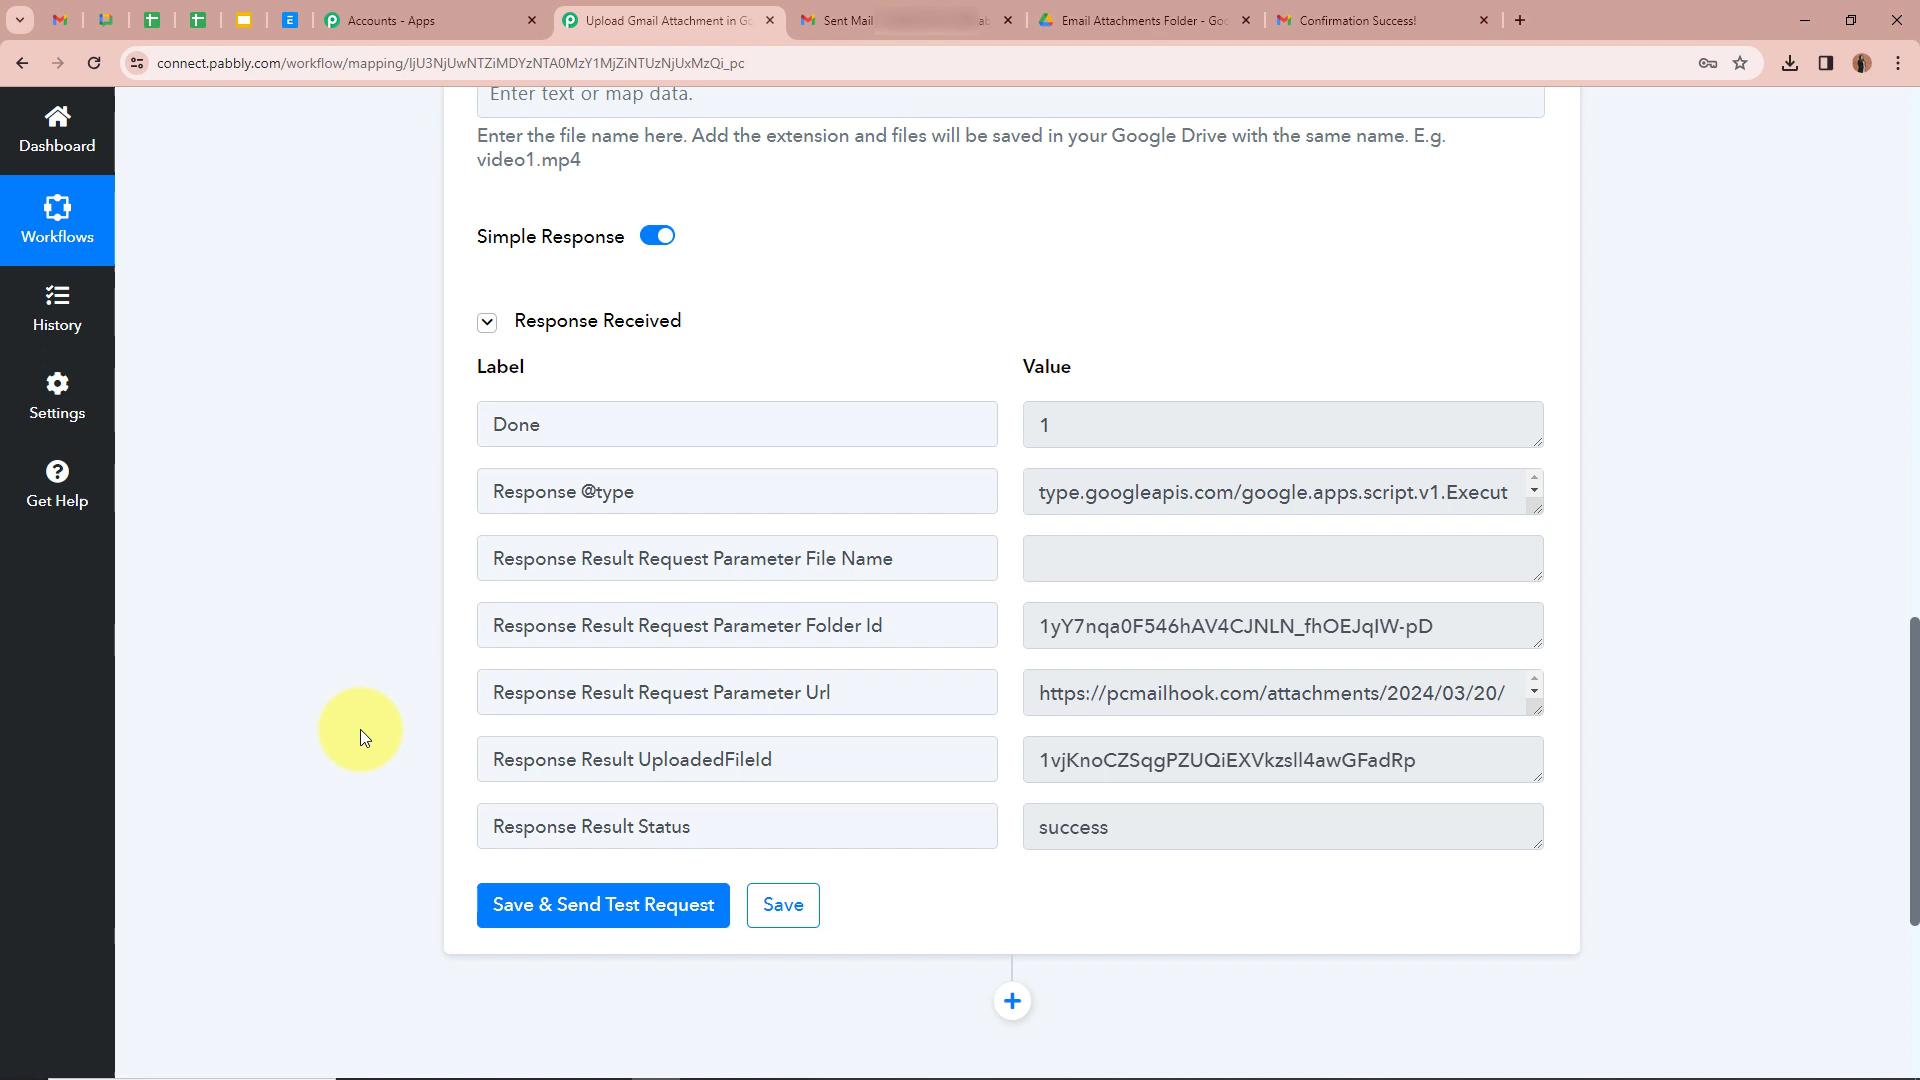 Accounts - Apps
Upload Gmail Attachment in Go
Sent Mail
Email Attachments Folder - Goo
Confirmation Success!
connect.pabbly.com/workflow/mapping/IjU3NjUwNTZiMDYzNTA0MzY1MjZiNTUzNjUxMzQi_pc
Dashboard
Workflows
History
Settings
Get Help
Enter text or map data.
Enter the file name here. Add the extension and files will be saved in your Google Drive with the same name. E.g.
video1.mp4
Simple Response
Response Received
Label Value
Done 1
Response @type type.googleapis.com/google.apps.script.v1.Execut
Response Result Request Parameter File Name
Response Result Request Parameter Folder Id 1yY7nqa0F546hAV4CJNLN_fhOEJqIW-pD
Response Result Request Parameter Url https://pcmailhook.com/attachments/2024/03/20/
Response Result UploadedFileId 1vjKnoCZSqgPZUQiEXVkzsll4awGFadRp
Response Result Status success
Save & Send Test Request Save